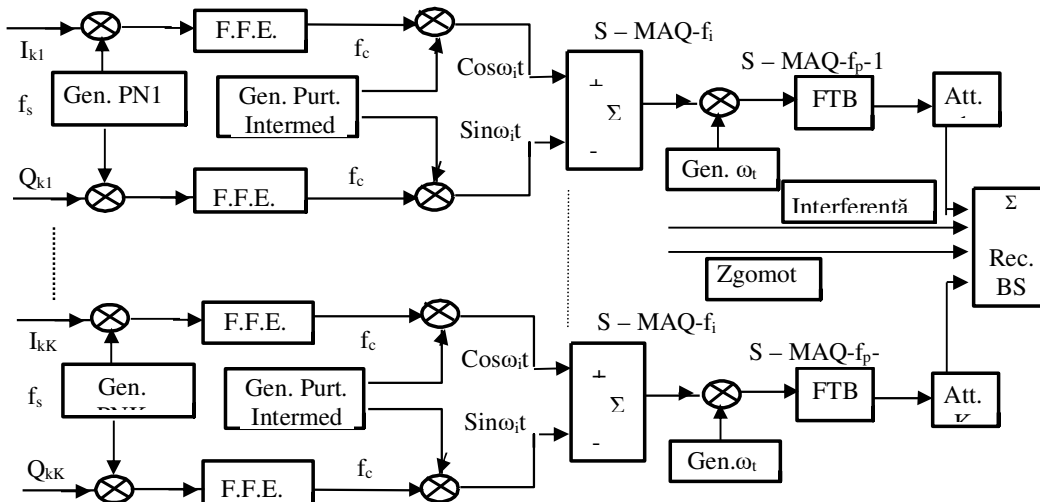 I_k1
F.F.E.
f_c
S – MAQ-f_i
f_s
Gen. PN1
Gen. Purt.
Intermed
Cosω_it
S – MAQ-f_p-1
+
Σ
-
FTB
Att.
Sinω_it
Gen. ω_t
Q_k1
F.F.E.
f_c
Interferentă
Σ
Rec.
BS
Zgomot
I_kK
F.F.E.
f_c
S – MAQ-f_i
f_s
Gen.
Gen. Purt.
Intermed
Cosω_it
S – MAQ-f_p-
+
Σ
-
FTB
Att.
K
Sinω_it
Gen.ω_t
Q_kK
F.F.E.
f_c